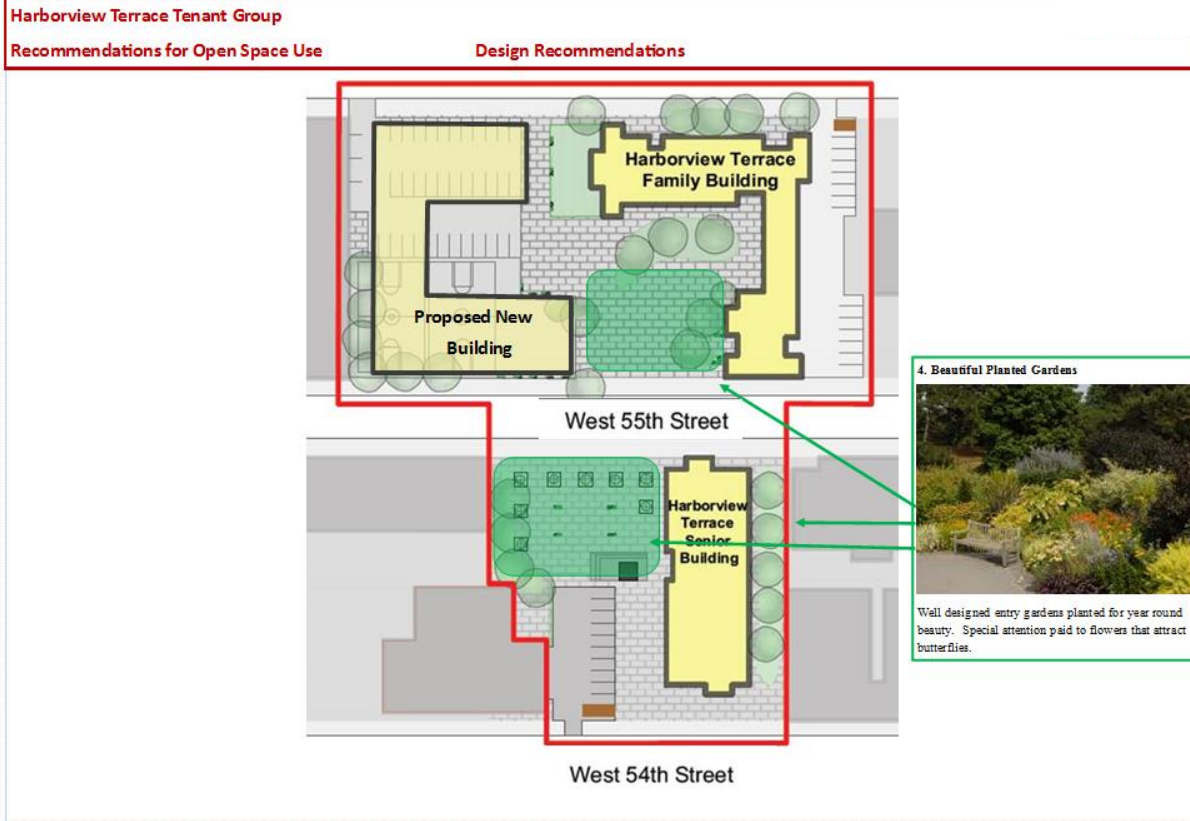 Harborview Terrace Tenant Group
Recommendations for Open Space Use
Design Recommendations
Harborview Terrace
Family Building
Proposed New
Building
West 55th Street
Harborview
Terrace
Senior
Building
4. Beautiful Planted Gardens
Well designed entry gardens planted for year round
beauty. Special attention paid to flowers that attract
butterflies.
West 54th Street